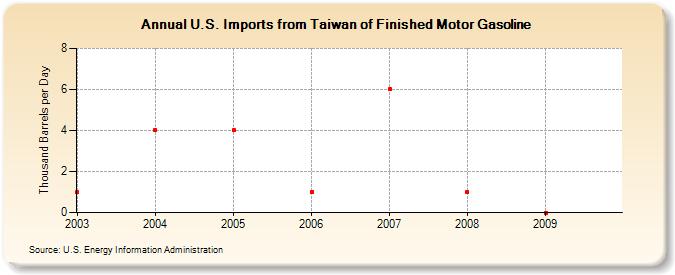 Annual U.S. Imports from Taiwan of Finished Motor Gasoline
Thousand Barrels per Day
8
6
4
2
0
2003 2004 2005 2006 2007 2008 2009
Source: U.S. Energy Information Administration